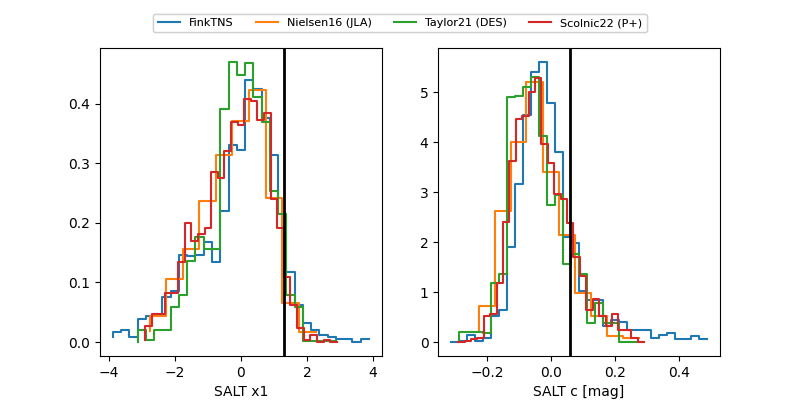 FinkTNS Nielsen16 (JLA) Taylor21 (DES) Scolnic22 (P+)
0.4
0.3
0.2
0.1
0.0
−4 −2 0 2 4
SALT x1
5
4
3
2
1
0
−0.2 0.0 0.2 0.4
SALT c [mag]